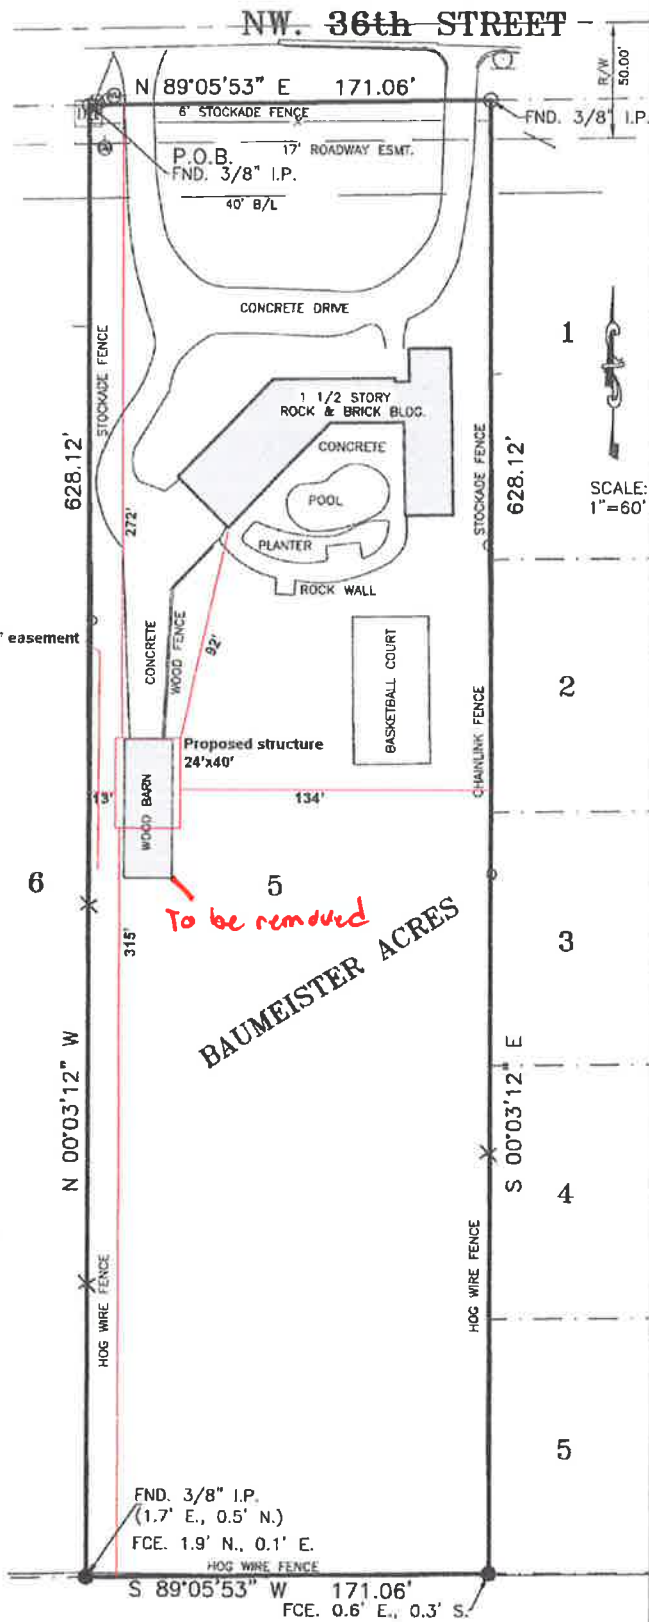 NW. 36th STREET
R/W
50.00'
N 89°05'53" E 171.06'
6' STOCKADE FENCE
FND. 3/8" I.P.
17' ROADWAY ESMT.
P.O.B.
FND. 3/8" I.P.
40' B/L
CONCRETE DRIVE
1
STOCKADE FENCE
1 1/2 STORY
ROCK & BRICK BLDG.
CONCRETE
628.12'
STOCKADE FENCE
628.12'
SCALE:
1"=60'
POOL
272'
PLANTER
ROCK WALL
' easement
CONCRETE
WOOD FENCE
92'
BASKETBALL COURT
2
CHAINLINK FENCE
Proposed structure
24'x40'
13'
WOOD BARN
134'
6
5
To be removed
315'
BAUMEISTER ACRES
3
N 00°03'12" W
S 00°03'12" E
4
HOG WIRE FENCE
HOG WIRE FENCE
5
FND. 3/8" I.P.
(1.7' E., 0.5' N.)
FCE. 1.9' N., 0.1' E.
HOG WIRE FENCE
S 89°05'53" W 171.06'
FCE. 0.6' E., 0.3' S.